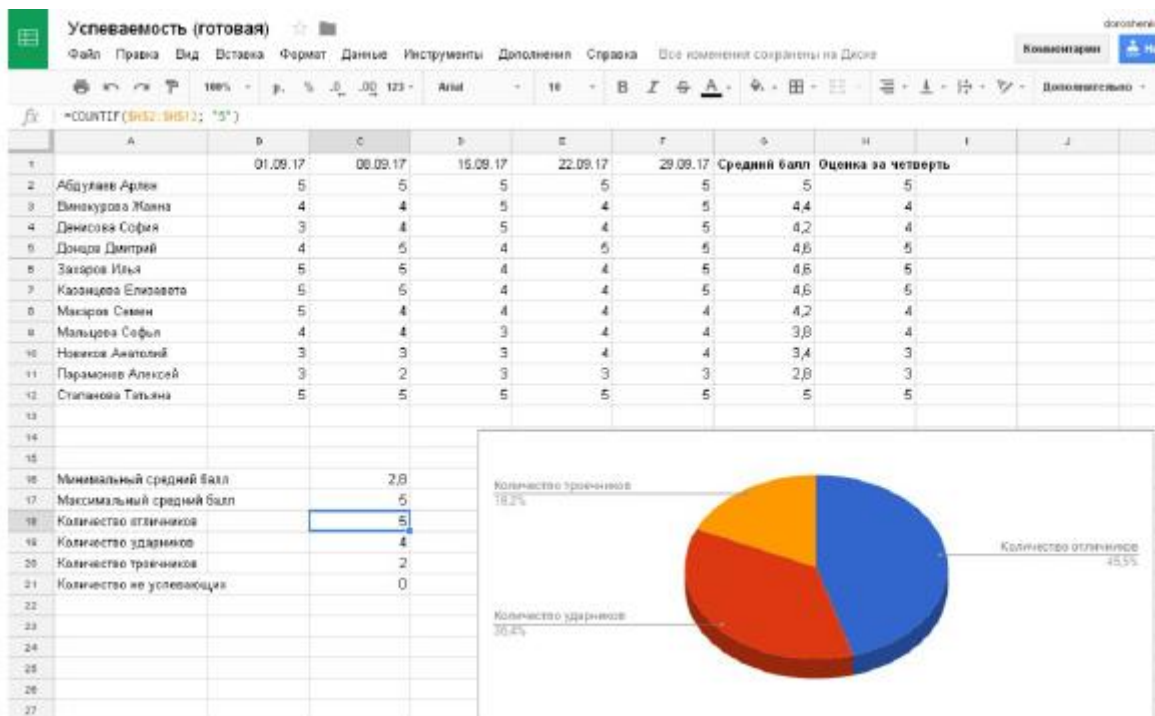 Успеваемость (готовая)
Файл Правка Вид Вставка Формат Данные Инструменты Дополнения Справка Все изменения сохранены на Диске
Комментарии
100% р. % .0 .00 123 Arial 10 B I S A Дополнительно
fx =COUNTIF($H$2:$H$12; "5")
A B C D E F G H I J
1 01.09.17 08.09.17 15.09.17 22.09.17 29.09.17 Средний балл Оценка за четверть
2 Абдулаев Арлен 5 5 5 5 5 5 5
3 Винокурова Жанна 4 4 5 4 5 4,4 4
4 Денисова София 3 4 5 4 5 4,2 4
5 Донцов Дмитрий 4 5 4 5 5 4,6 5
6 Захаров Илья 5 5 4 4 5 4,6 5
7 Казанцева Елизавета 5 5 4 4 5 4,6 5
8 Макаров Семен 5 4 4 4 4 4,2 4
9 Мальцева Софья 4 4 3 4 4 3,8 4
10 Новиков Анатолий 3 3 3 4 4 3,4 3
11 Парамонов Алексей 3 2 3 3 3 2,8 3
12 Степанова Татьяна 5 5 5 5 5 5 5
13
14
15
16 Минимальный средний балл 2,8
17 Максимальный средний балл 5
18 Количество отличников 5
19 Количество ударников 4
20 Количество троечников 2
21 Количество не успевающих 0
22
23
24
25
26
27
Количество троечников
18,2%
Количество отличников
45,5%
Количество ударников
36,4%